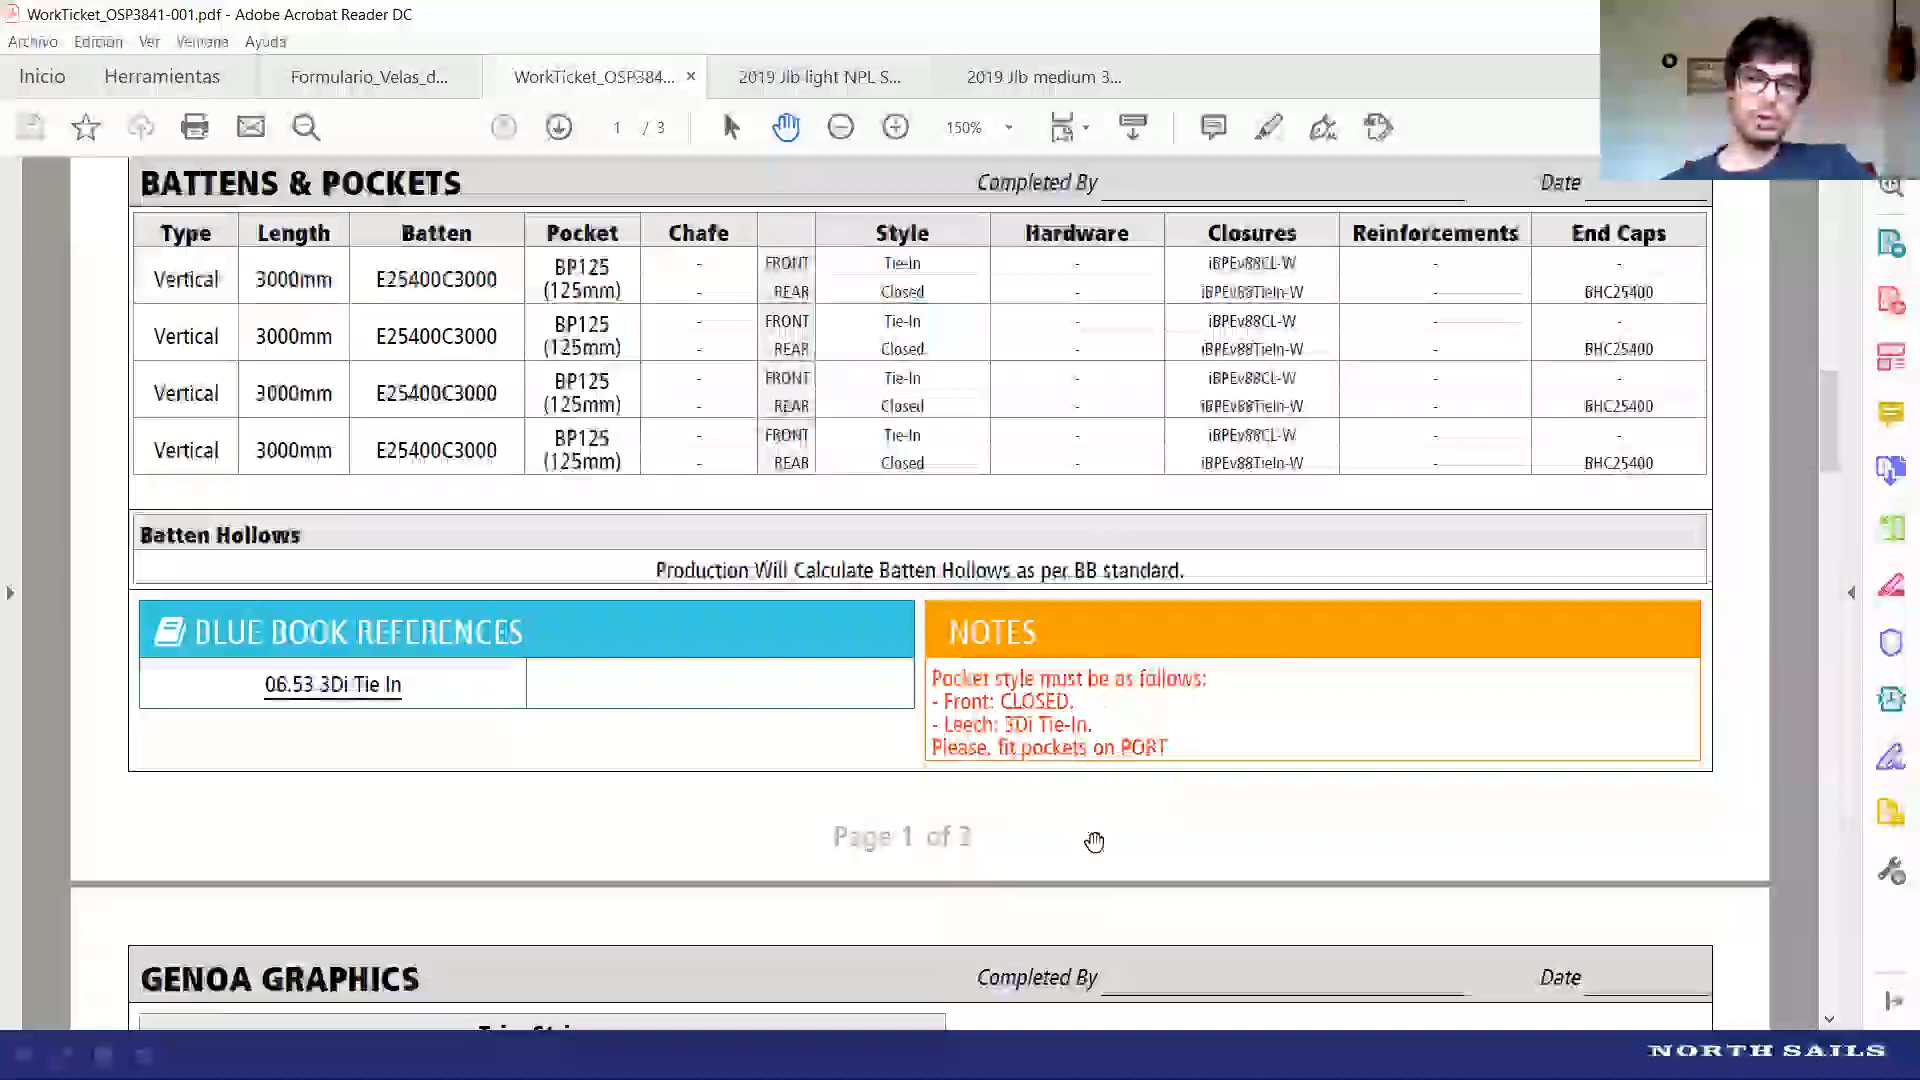 WorkTicket_OSP3841-001.pdf - Adobe Acrobat Reader DC
Archivo Edición Ver Ventana Ayuda
Inicio Herramientas Formulario_Velas_d... WorkTicket_OSP384... × 2019 JIb light NPL S... 2019 JIb medium 3...
1 / 3 150%
BATTENS & POCKETS Completed By Date
Type Length Batten Pocket Chafe Style Hardware Closures Reinforcements End Caps
Vertical 3000mm E25400C3000 BP125 (125mm) - FRONT Tie-In - iBPEv88CL-W - -
- REAR Closed iBPEv88TieIn-W BHC25400
Vertical 3000mm E25400C3000 BP125 (125mm) - FRONT Tie-In - iBPEv88CL-W - -
- REAR Closed iBPEv88TieIn-W BHC25400
Vertical 3000mm E25400C3000 BP125 (125mm) - FRONT Tie-In - iBPEv88CL-W - -
- REAR Closed - iBPEv88TieIn-W - BHC25400
Vertical 3000mm E25400C3000 BP125 (125mm) - FRONT Tie-In - iBPEv88CL-W - -
- REAR Closed - iBPEv88TieIn-W - BHC25400
Batten Hollows
Production Will Calculate Batten Hollows as per BB standard.
BLUE BOOK REFERENCES
06.53 3Di Tie In
NOTES
Pocket style must be as follows:
- Front: CLOSED.
- Leech: 3Di Tie-In.
Please, fit pockets on PORT
Page 1 of 3
GENOA GRAPHICS Completed By Date
NORTH SAILS